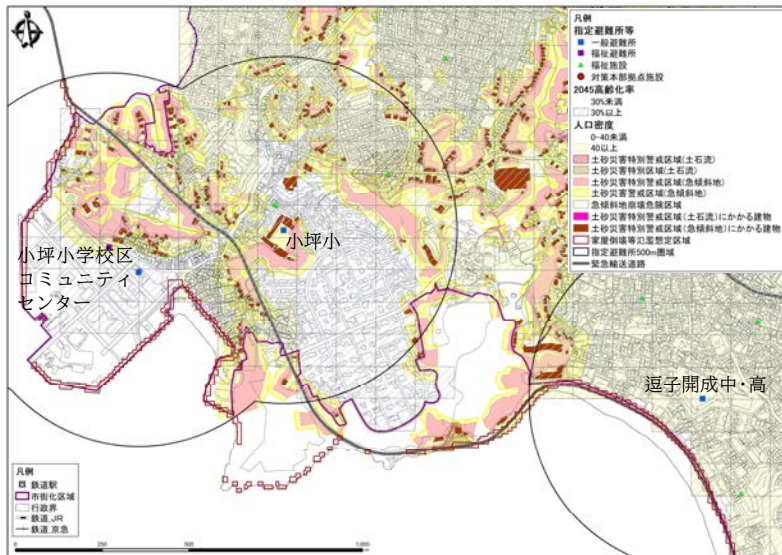 凡例
指定避難所等
一般避難所
福祉避難所
福祉施設
対策本部拠点施設
2045高齢化率
30%未満
30%以上
人口密度
0-40未満
40以上
土砂災害特別警戒区域(土石流)
土砂災害特別区域(土石流)
土砂災害特別警戒区域(急傾斜地)
土砂災害警戒区域(急傾斜地)
急傾斜地崩壊危険区域
土砂災害特別警戒区域(土石流)にかかる建物
土砂災害特別警戒区域(急傾斜地)にかかる建物
家屋倒壊等氾濫想定区域
指定避難所500m圏域
緊急輸送道路
小坪小
小坪小学校区
コミュニティ
センター
逗子開成中・高
凡例
鉄道駅
市街化区域
行政界
鉄道_JR
鉄道_京急
0 250 500 1,000